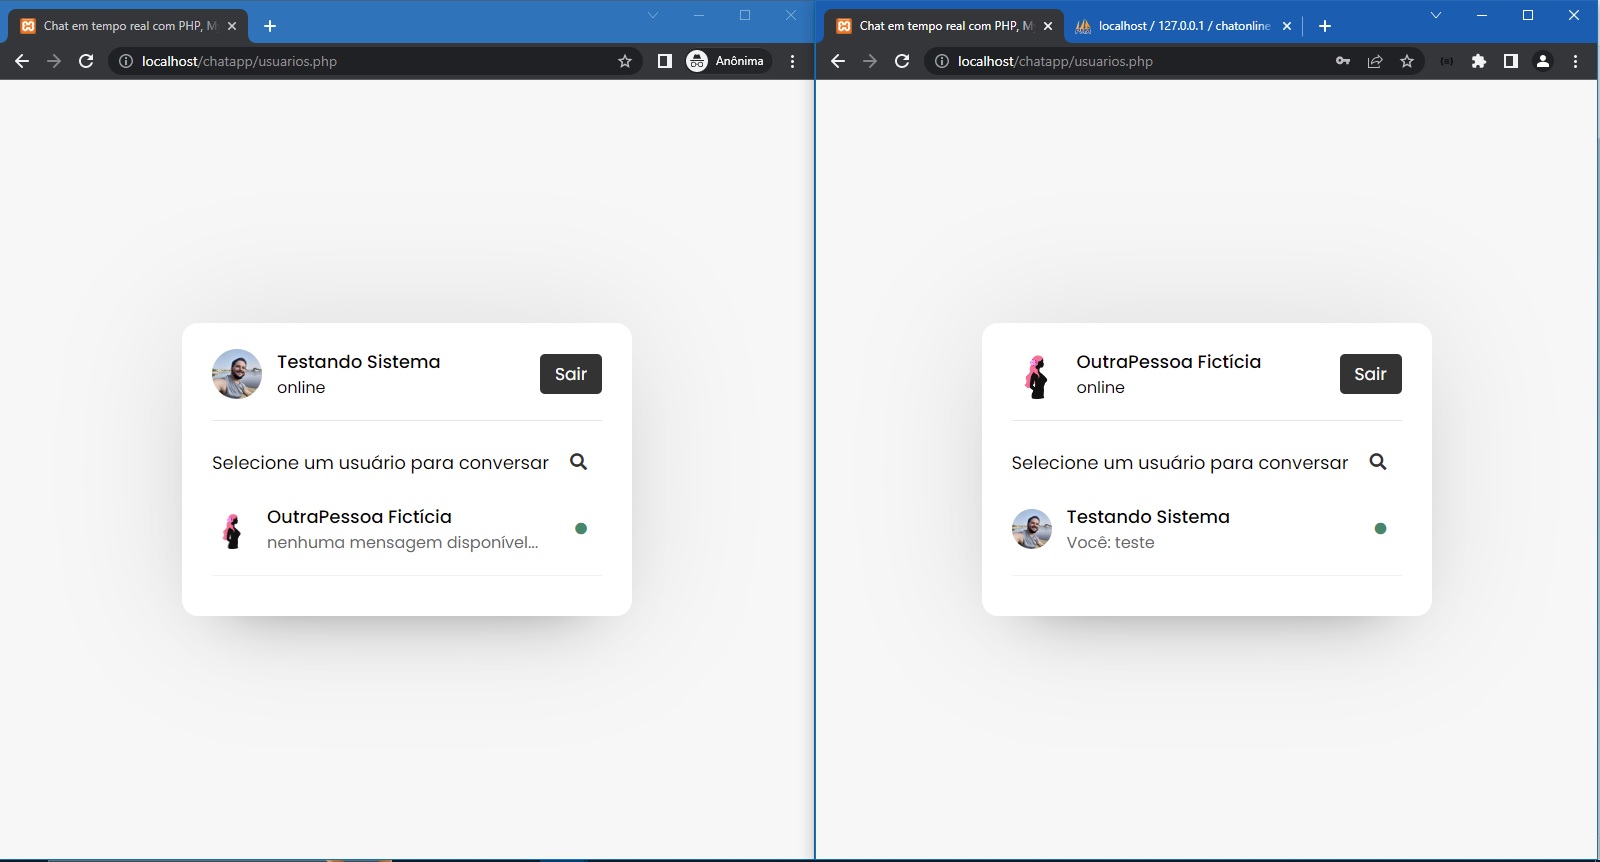 Chat em tempo real com PHP, M
localhost/chatapp/usuarios.php
Anônima
Testando Sistema
online
Sair
Selecione um usuário para conversar
OutraPessoa Fictícia
nenhuma mensagem disponível...
Chat em tempo real com PHP, M
localhost / 127.0.0.1 / chatonline
localhost/chatapp/usuarios.php
OutraPessoa Fictícia
online
Sair
Selecione um usuário para conversar
Testando Sistema
Você: teste